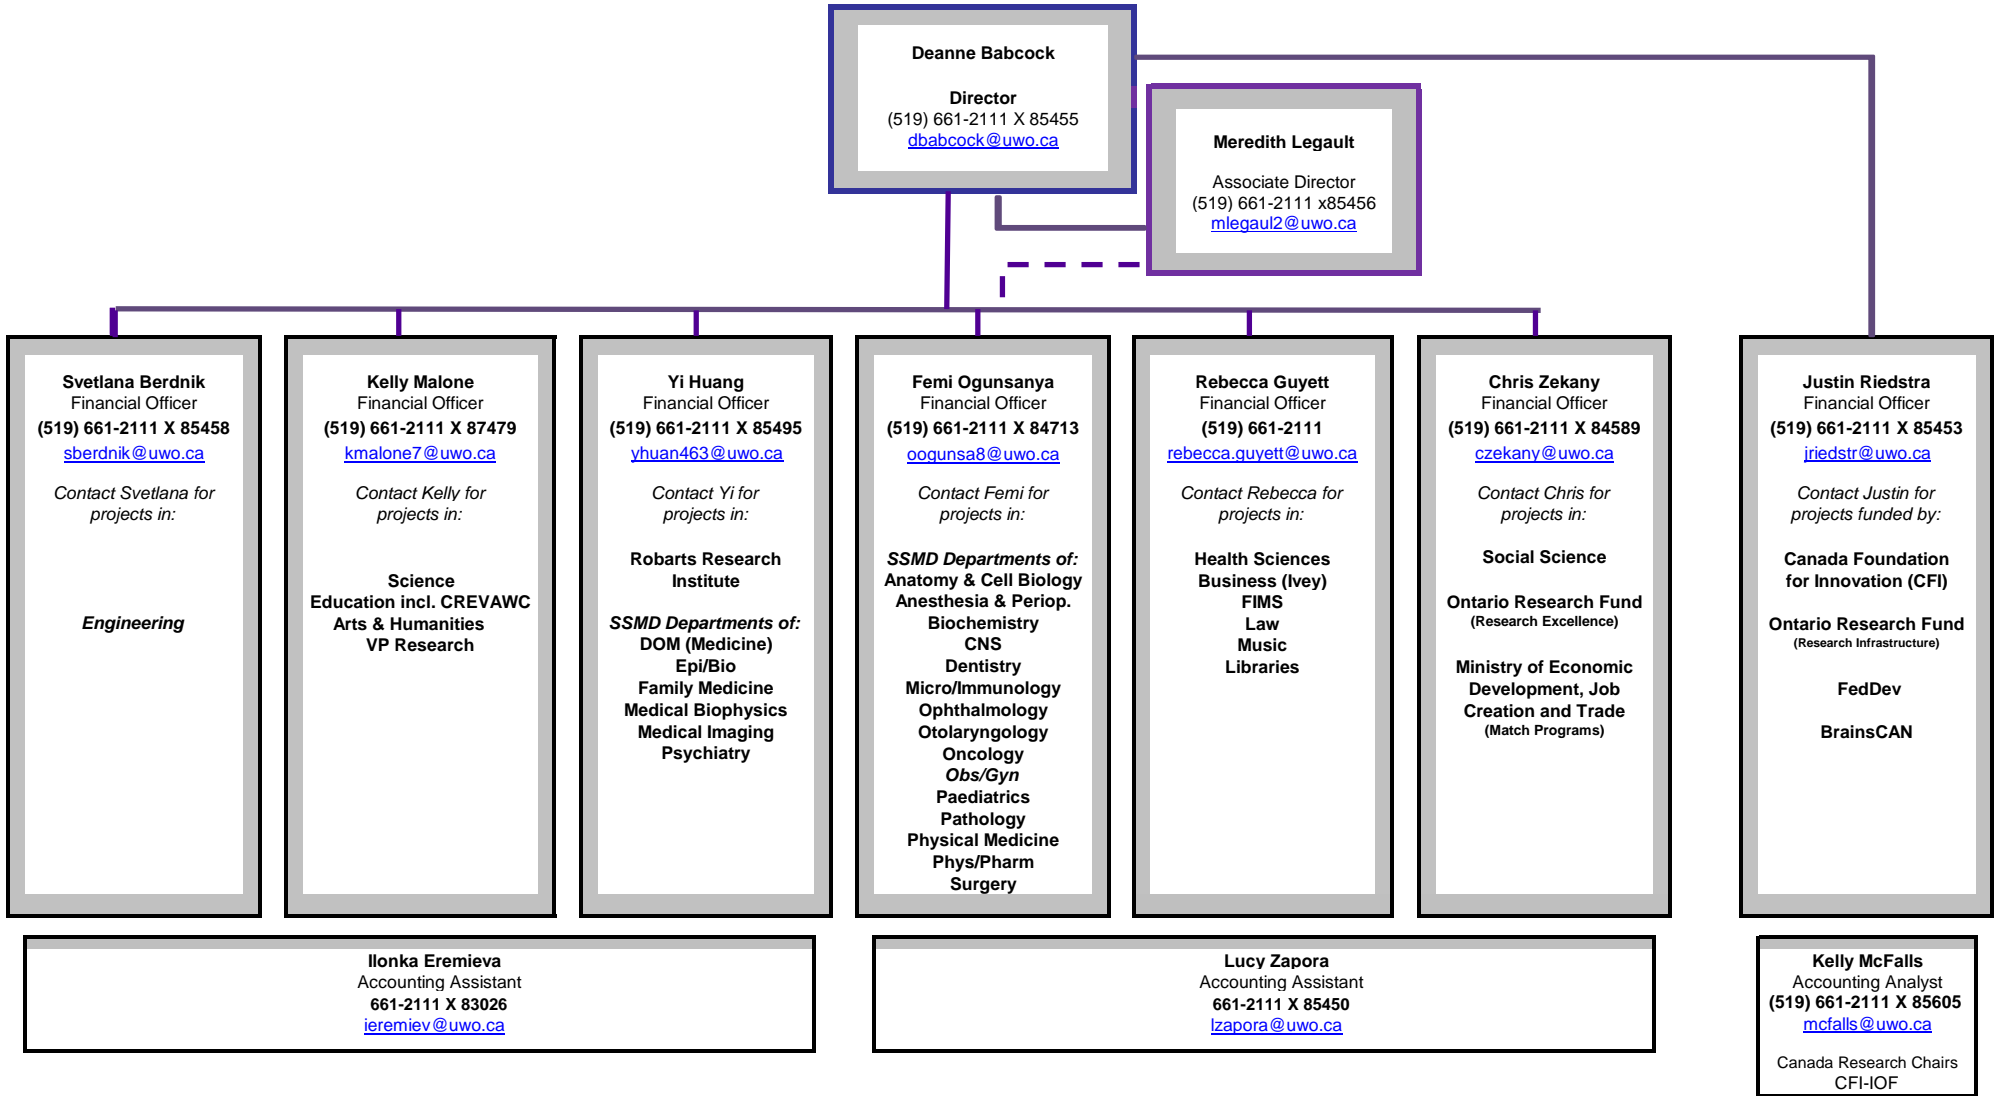 Deanne Babcock
Director
(519) 661-2111 X 85455
dbabcock@uwo.ca
Meredith Legault
Associate Director
(519) 661-2111 x85456
mlegaul2@uwo.ca
Svetlana Berdnik
Financial Officer
(519) 661-2111 X 85458
sberdnik@uwo.ca
Contact Svetlana for
projects in:
Engineering
Kelly Malone
Financial Officer
(519) 661-2111 X 87479
kmalone7@uwo.ca
Contact Kelly for
projects in:
Science
Education incl. CREVAWC
Arts & Humanities
VP Research
Yi Huang
Financial Officer
(519) 661-2111 X 85495
yhuan463@uwo.ca
Contact Yi for
projects in:
Robarts Research
Institute
SSMD Departments of:
DOM (Medicine)
Epi/Bio
Family Medicine
Medical Biophysics
Medical Imaging
Psychiatry
Femi Ogunsanya
Financial Officer
(519) 661-2111 X 84713
oogunsa8@uwo.ca
Contact Femi for
projects in:
SSMD Departments of:
Anatomy & Cell Biology
Anesthesia & Periop.
Biochemistry
CNS
Dentistry
Micro/Immunology
Ophthalmology
Otolaryngology
Oncology
Obs/Gyn
Paediatrics
Pathology
Physical Medicine
Phys/Pharm
Surgery
Rebecca Guyett
Financial Officer
(519) 661-2111
rebecca.guyett@uwo.ca
Contact Rebecca for
projects in:
Health Sciences
Business (Ivey)
FIMS
Law
Music
Libraries
Chris Zekany
Financial Officer
(519) 661-2111 X 84589
czekany@uwo.ca
Contact Chris for
projects in:
Social Science
Ontario Research Fund
(Research Excellence)
Ministry of Economic
Development, Job
Creation and Trade
(Match Programs)
Justin Riedstra
Financial Officer
(519) 661-2111 X 85453
jriedstr@uwo.ca
Contact Justin for
projects funded by:
Canada Foundation
for Innovation (CFI)
Ontario Research Fund
(Research Infrastructure)
FedDev
BrainsCAN
Ilonka Eremieva
Accounting Assistant
661-2111 X 83026
ieremiev@uwo.ca
Lucy Zapora
Accounting Assistant
661-2111 X 85450
lzapora@uwo.ca
Kelly McFalls
Accounting Analyst
(519) 661-2111 X 85605
mcfalls@uwo.ca
Canada Research Chairs
CFI-IOF